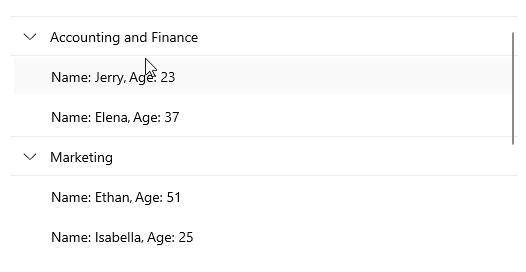 Accounting and Finance
Name: Jerry, Age: 23
Name: Elena, Age: 37
Marketing
Name: Ethan, Age: 51
Name: Isabella, Age: 25